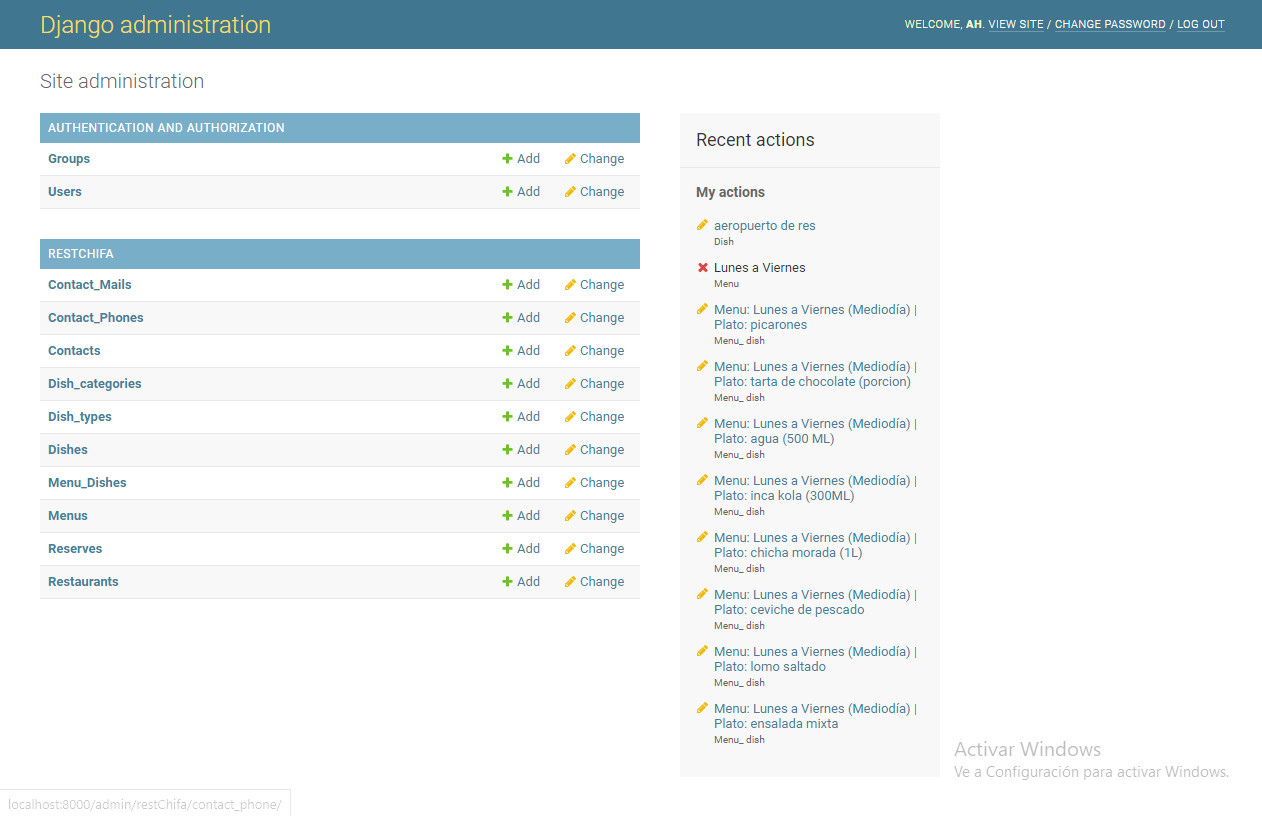 Django administration
WELCOME, AH. VIEW SITE / CHANGE PASSWORD / LOG OUT
Site administration
AUTHENTICATION AND AUTHORIZATION
Groups Add Change
Users Add Change
RESTCHIFA
Contact_Mails Add Change
Contact_Phones Add Change
Contacts Add Change
Dish_categories Add Change
Dish_types Add Change
Dishes Add Change
Menu_Dishes Add Change
Menus Add Change
Reserves Add Change
Restaurants Add Change
Recent actions
My actions
aeropuerto de res
Dish
Lunes a Viernes
Menu
Menu: Lunes a Viernes (Mediodía) |
Plato: picarones
Menu_ dish
Menu: Lunes a Viernes (Mediodía) |
Plato: tarta de chocolate (porcion)
Menu_ dish
Menu: Lunes a Viernes (Mediodía) |
Plato: agua (500 ML)
Menu_ dish
Menu: Lunes a Viernes (Mediodía) |
Plato: inca kola (300ML)
Menu_ dish
Menu: Lunes a Viernes (Mediodía) |
Plato: chicha morada (1L)
Menu_ dish
Menu: Lunes a Viernes (Mediodía) |
Plato: ceviche de pescado
Menu_ dish
Menu: Lunes a Viernes (Mediodía) |
Plato: lomo saltado
Menu_ dish
Menu: Lunes a Viernes (Mediodía) |
Plato: ensalada mixta
Menu_ dish
Activar Windows
Ve a Configuración para activar Windows.
localhost:8000/admin/restChifa/contact_phone/